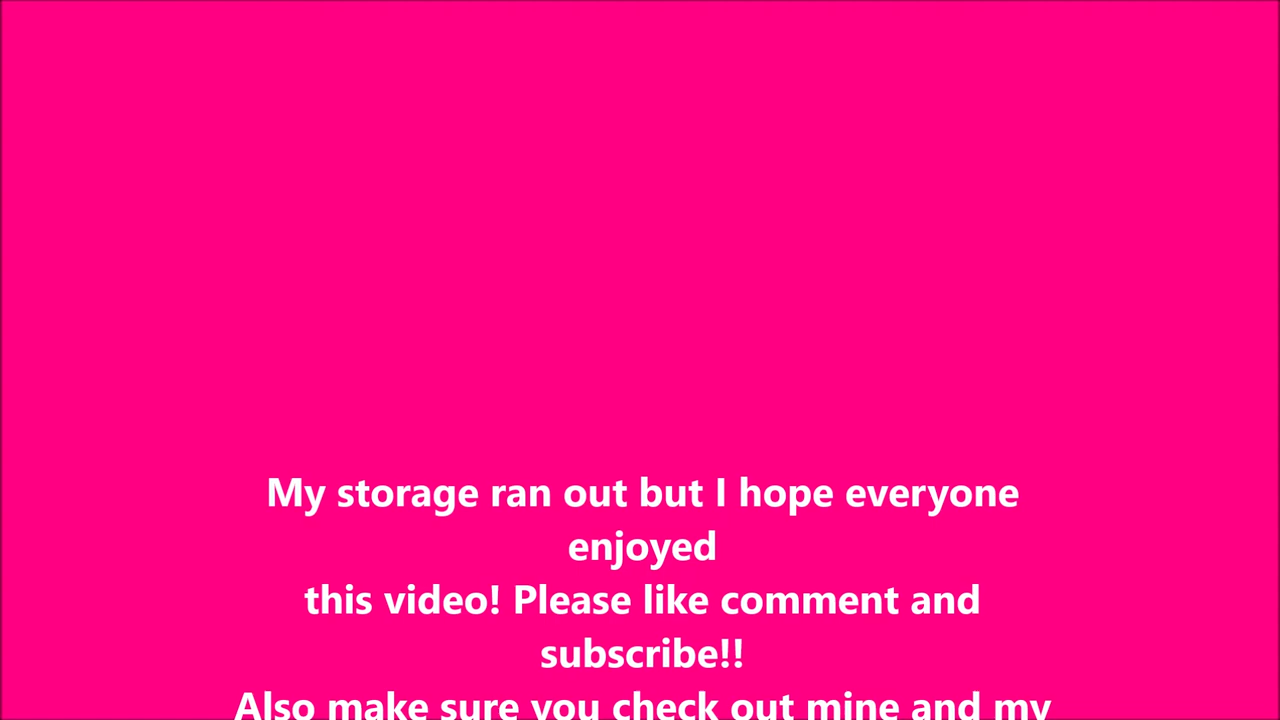 My storage ran out but I hope everyone
enjoyed
this video! Please like comment and
subscribe!!
Also make sure you check out mine and my